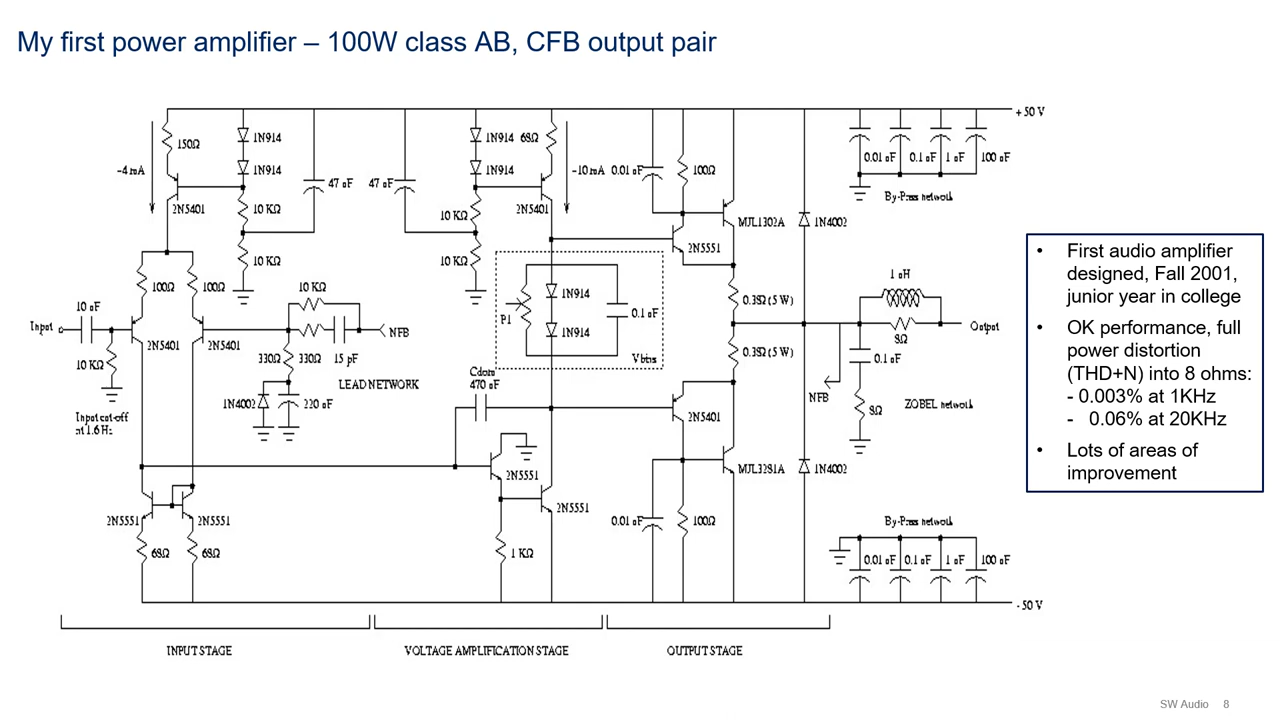 My first power amplifier – 100W class AB, CFB output pair
+50 V
150Ω
1N914
1N914
~4 mA
47 uF
47 uF
2N5401
10 KΩ
10 KΩ
1N914
68Ω
1N914
~10 mA
0.01 uF
100Ω
2N5401
10 KΩ
10 KΩ
MJL1302A
1N4002
2N5551
0.01 uF
0.1 uF
1 uF
100 uF
By-Pass network
100Ω
100Ω
10 KΩ
10 uF
Input
2N5401
2N5401
NFB
10 KΩ
330Ω
330Ω
15 pF
LEAD NETWORK
1N4002
220 uF
Input cut-off
at 1.6 Hz
P1
1N914
1N914
0.1 uF
Vbias
0.3Ω (5 W)
0.3Ω (5 W)
1 uH
8Ω
Output
0.1 uF
NFB
8Ω
ZOBEL network
Cdom
2N5401
2N5551
2N5551
1 KΩ
MJL3281A
1N4002
0.01 uF
100Ω
2N5551
2N5551
68Ω
68Ω
By-Pass network
0.01 uF
0.1 uF
1 uF
100 uF
-50 V
INPUT STAGE
VOLTAGE AMPLIFICATION STAGE
OUTPUT STAGE
• First audio amplifier
designed, Fall 2001,
junior year in college
• OK performance, full
power distortion
(THD+N) into 8 ohms:
- 0.003% at 1KHz
- 0.06% at 20KHz
• Lots of areas of
improvement
SW Audio 8